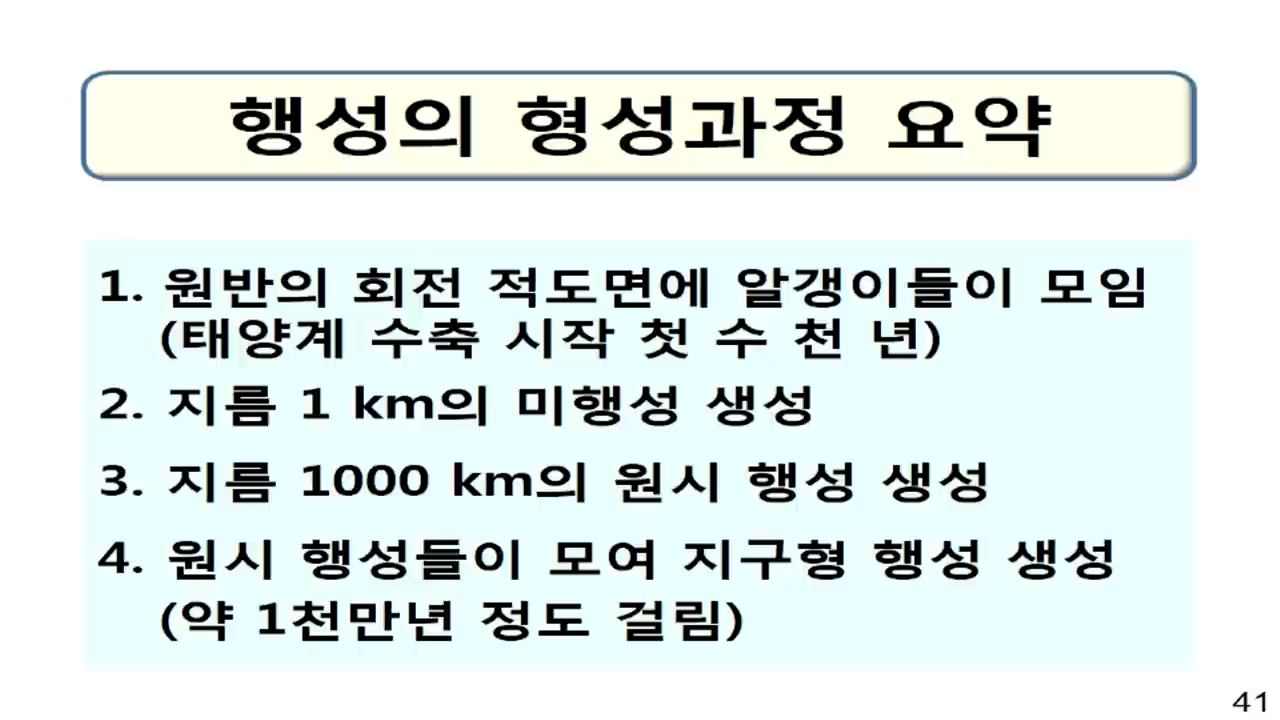 행성의 형성과정 요약
1. 원반의 회전 적도면에 알갱이들이 모임
(태양계 수축 시작 첫 수 천 년)
2. 지름 1 km의 미행성 생성
3. 지름 1000 km의 원시 행성 생성
4. 원시 행성들이 모여 지구형 행성 생성
(약 1천만년 정도 걸림)
41